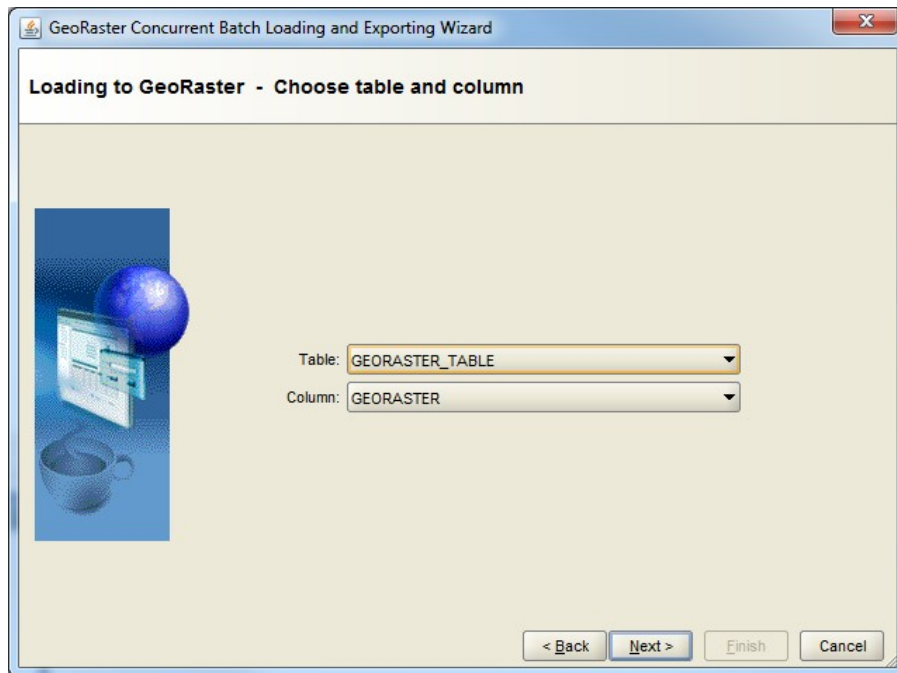 GeoRaster Concurrent Batch Loading and Exporting Wizard
Loading to GeoRaster - Choose table and column
Table: GEORASTER_TABLE
Column: GEORASTER
< Back Next > Finish Cancel